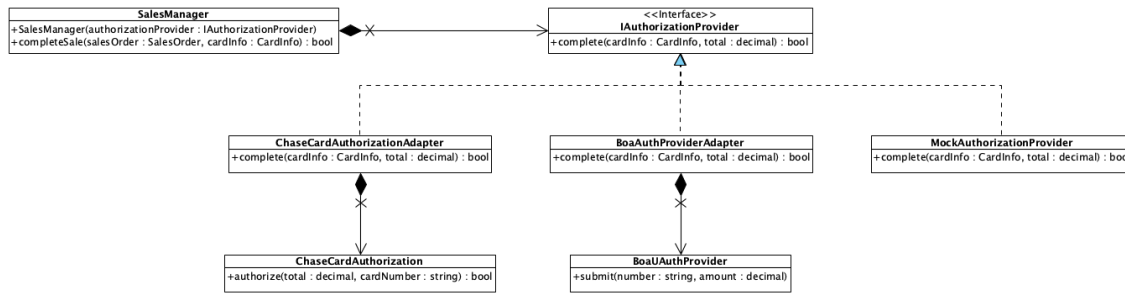 SalesManager
+SalesManager(authorizationProvider : IAuthorizationProvider)
+completeSale(salesOrder : SalesOrder, cardInfo : CardInfo) : bool
<<Interface>>
IAuthorizationProvider
+complete(cardInfo : CardInfo, total : decimal) : bool
ChaseCardAuthorizationAdapter
+complete(cardInfo : CardInfo, total : decimal) : bool
BoaAuthProviderAdapter
+complete(cardInfo : CardInfo, total : decimal) : bool
MockAuthorizationProvider
+complete(cardInfo : CardInfo, total : decimal) : boo
ChaseCardAuthorization
+authorize(total : decimal, cardNumber : string) : bool
BoaUAuthProvider
+submit(number : string, amount : decimal)